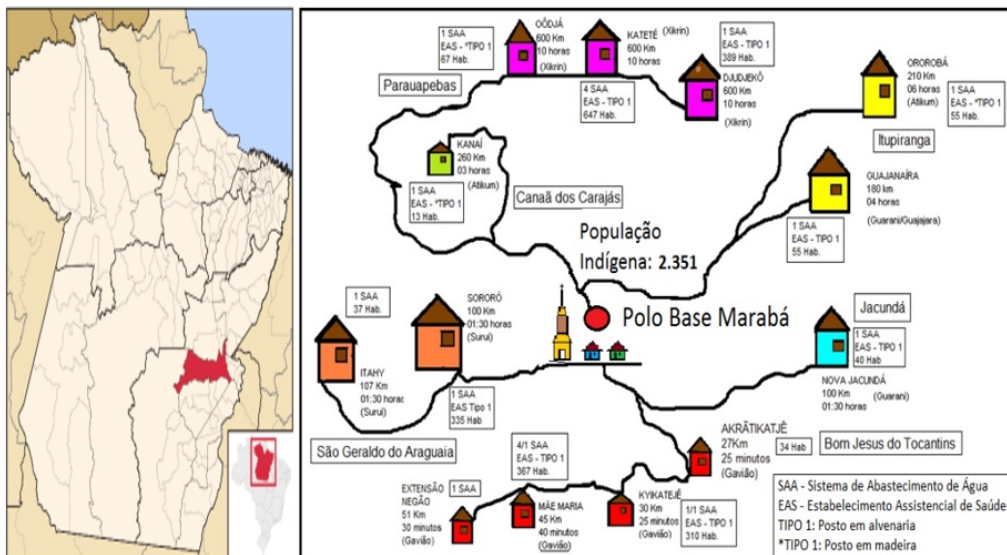 1 SAA
EAS - *TIPO 1
67 Hab.
OÔDJÁ
600 Km
10 horas
(Xikrin)
KATETÉ
(Xikrin)
600 Km
10 horas
4 SAA
EAS - TIPO 1
647 Hab.
1 SAA
EAS - TIPO 1
389 Hab.
DJUDJEKÔ
600 Km
10 horas
(Xikrin)
Parauapebas
OROROBÁ
210 Km
06 horas
(Atikum)
1 SAA
EAS - *TIPO 1
55 Hab.
Itupiranga
KANAÍ
260 Km
03 horas
(Atikum)
1 SAA
EAS - *TIPO 1
13 Hab.
Canaã dos Carajás
GUAJANAÍRA
180 km
04 horas
(Guarani/Guajajara)
1 SAA
EAS - TIPO 1
55 Hab.
População
Indígena: 2.351
Polo Base Marabá
1 SAA
37 Hab.
SORORÓ
100 Km
01:30 horas
(Surui)
ITAHY
107 Km
01:30 horas
(Surui)
1 SAA
EAS Tipo 1
335 Hab
São Geraldo do Araguaia
Jacundá
1 SAA
EAS - TIPO 1
40 Hab
NOVA JACUNDÁ
100 Km
01:30 horas
(Guarani)
AKRÃTIKATJÊ
27Km
25 minutos
(Gavião)
34 Hab.
Bom Jesus do Tocantins
4/1 SAA
EAS - TIPO 1
367 Hab.
EXTENSÃO
NEGÃO
51 Km
30 minutos
(Gavião)
1 SAA
MÃE MARIA
45 Km
40 minutos
(Gavião)
KYIKATEJÊ
30 Km
25 minutos
(Gavião)
1/1 SAA
EAS - TIPO 1
310 Hab.
SAA - Sistema de Abastecimento de Água
EAS - Estabelecimento Assistencial de Saúde
TIPO 1: Posto em alvenaria
*TIPO 1: Posto em madeira